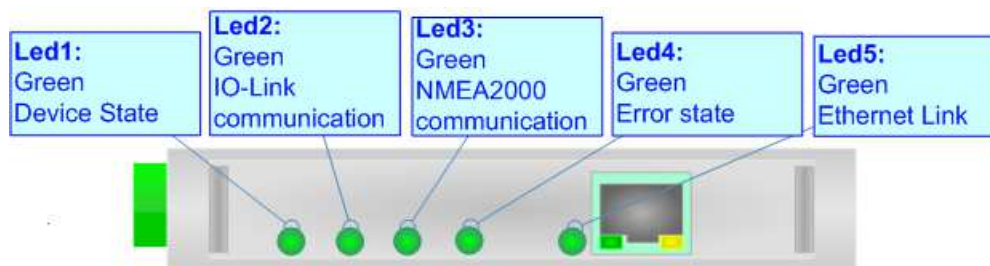 Led1:
Green
Device State
Led2:
Green
IO-Link
communication
Led3:
Green
NMEA2000
communication
Led4:
Green
Error state
Led5:
Green
Ethernet Link